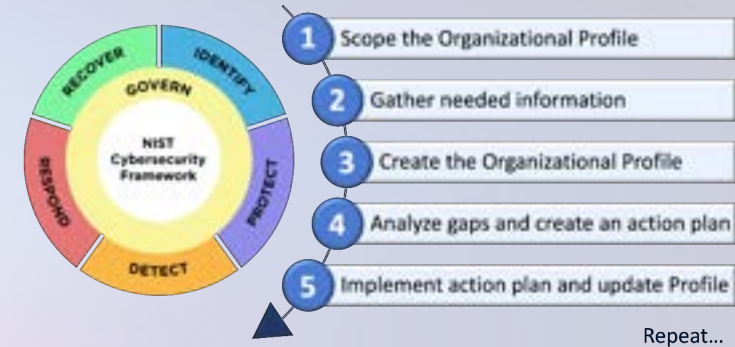 RECOVER
IDENTIFY
GOVERN
NIST
Cybersecurity
Framework
RESPOND
PROTECT
DETECT
1 Scope the Organizational Profile
2 Gather needed information
3 Create the Organizational Profile
4 Analyze gaps and create an action plan
5 Implement action plan and update Profile
Repeat...